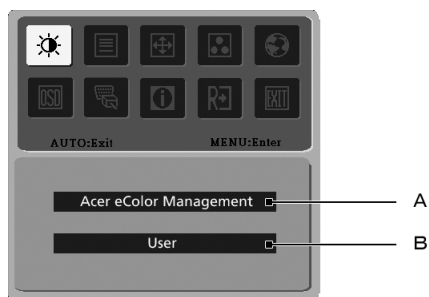 OSD i R EXIT
AUTO:Exit MENU:Enter
Acer eColor Management A
User B